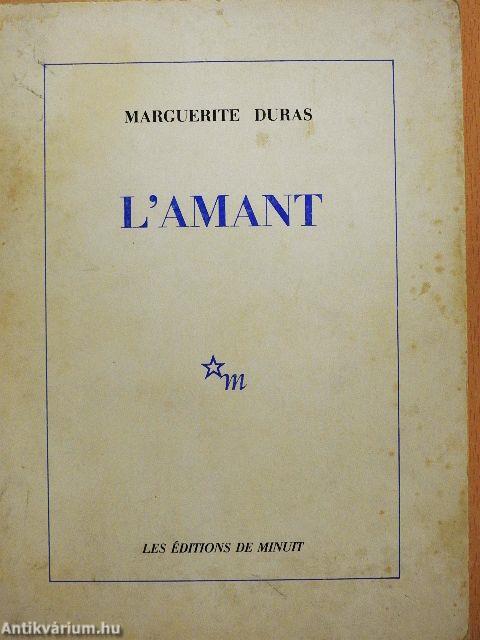 MARGUERITE DURAS
L'AMANT
m
LES ÉDITIONS DE MINUIT
Antikvárium.hu